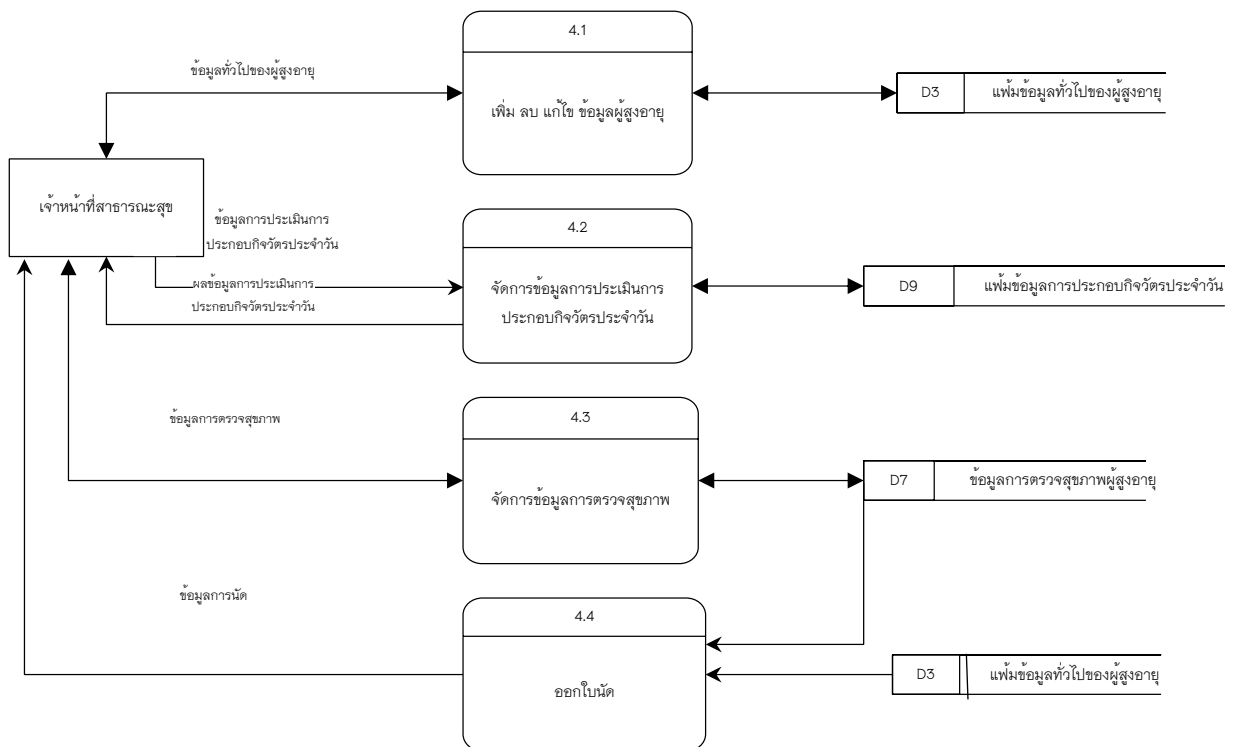 4.1
ข้อมูลทั่วไปของผู้สูงอายุ
เพิ่ม ลบ แก้ไข ข้อมูลผู้สูงอายุ
D3
แฟ้มข้อมูลทั่วไปของผู้สูงอายุ
เจ้าหน้าที่สาธารณะสุข
ข้อมูลการประเมินการ
ประกอบกิจวัตรประจำวัน
4.2
ผลข้อมูลการประเมินการ
ประกอบกิจวัตรประจำวัน
จัดการข้อมูลการประเมินการ
ประกอบกิจวัตรประจำวัน
D9
แฟ้มข้อมูลการประกอบกิจวัตรประจำวัน
4.3
ข้อมูลการตรวจสุขภาพ
จัดการข้อมูลการตรวจสุขภาพ
D7
ข้อมูลการตรวจสุขภาพผู้สูงอายุ
ข้อมูลการนัด
4.4
ออกใบนัด
D3
แฟ้มข้อมูลทั่วไปของผู้สูงอายุ